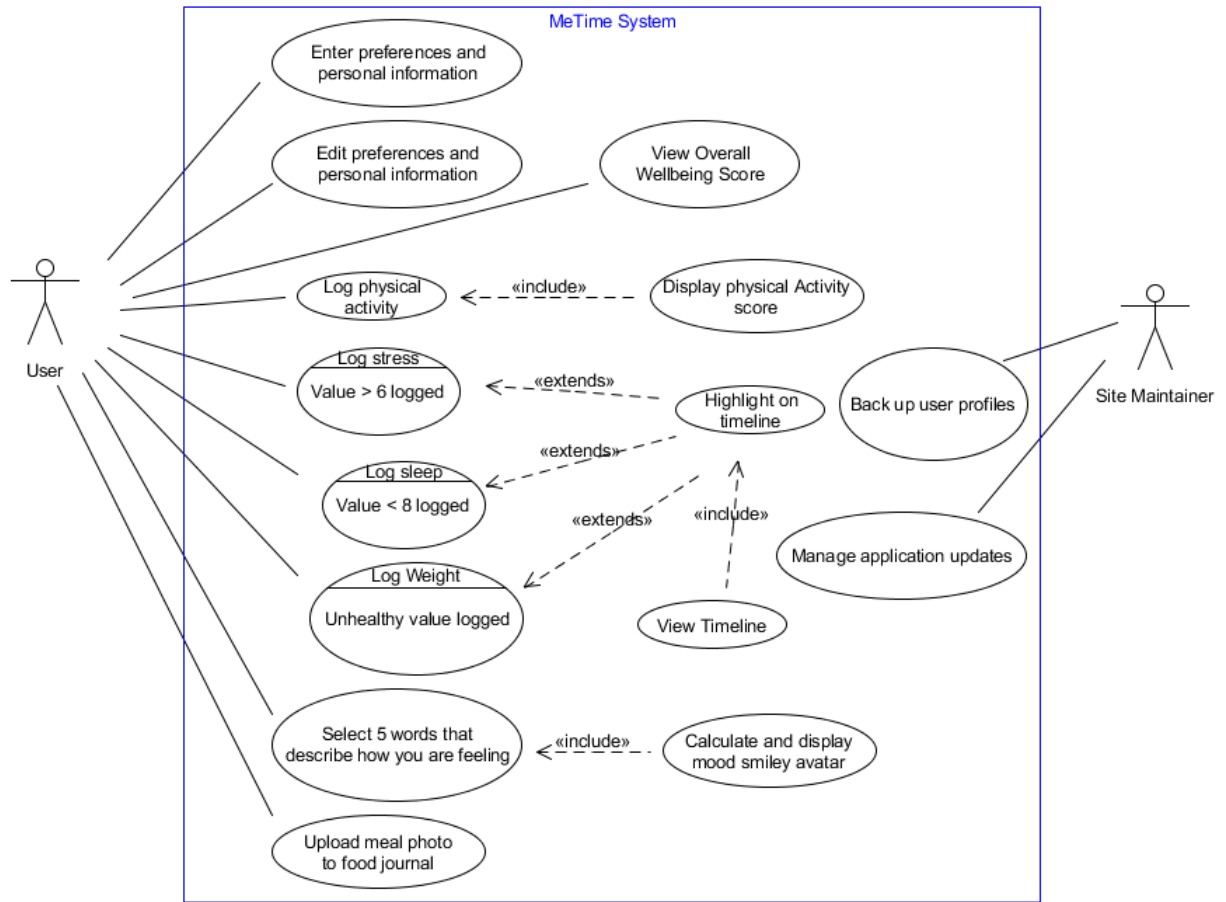 MeTime System
Enter preferences and
personal information
Edit preferences and
personal information
View Overall
Wellbeing Score
Log physical
activity
«include»
Display physical Activity
score
User
Log stress
Value > 6 logged
«extends»
Highlight on
timeline
Back up user profiles
Site Maintainer
Log sleep
Value < 8 logged
«extends»
«extends»
«include»
Manage application updates
Log Weight
Unhealthy value logged
View Timeline
Select 5 words that
describe how you are feeling
«include»
Calculate and display
mood smiley avatar
Upload meal photo
to food journal